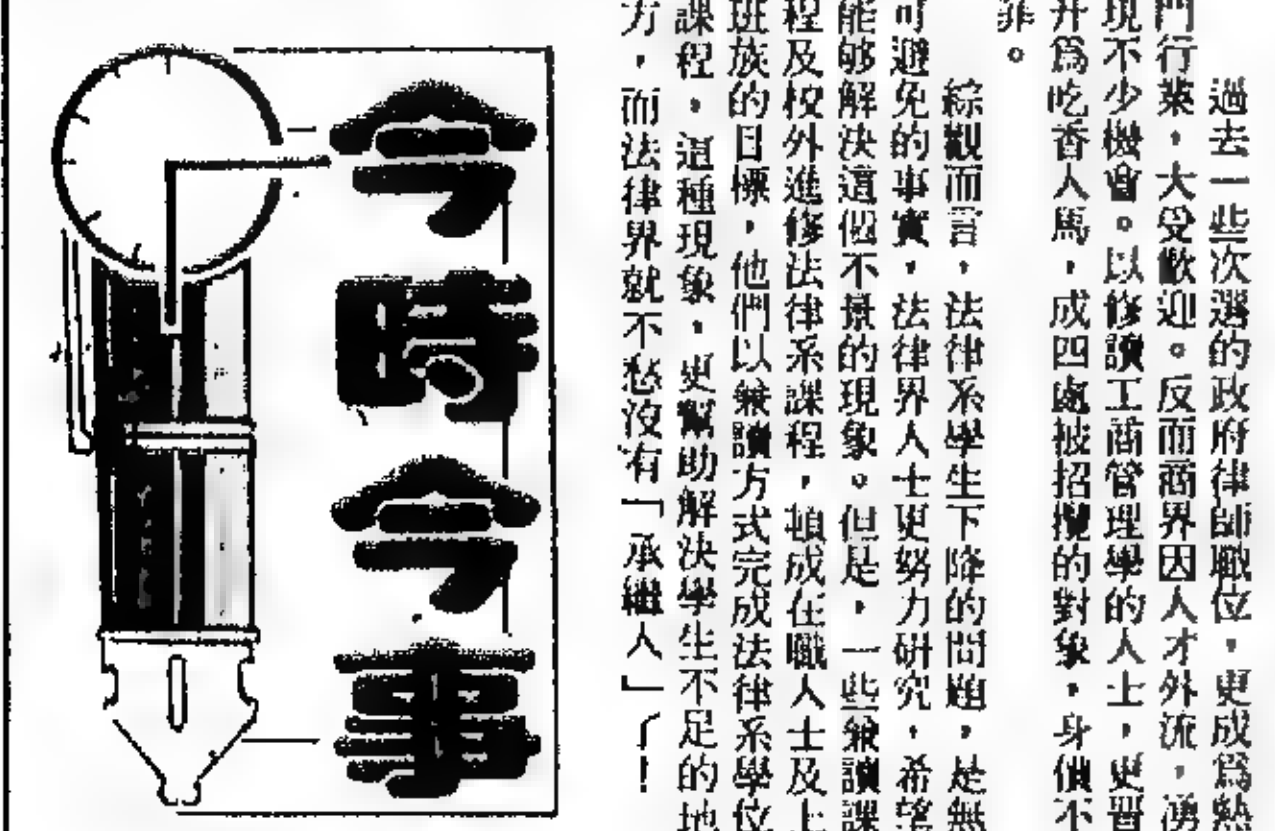 過去一些次選的政府律師職位，更成爲熱
門行業，大受歡迎。反而商界因人才外流，湧
現不少機會。以修讀工商管理學的人士，更習
并爲吃香人馬，成四處被招攬的對象，身價不
菲。
綜觀而言，法律系學生下降的問題，是無
可避免的事實，法律界人士更努力研究，希望
能够解決這個不景的現象。但是，一些兼讀課
程及校外進修法律系課程，頓成在職人士及上
班族的目標，他們以兼讀方式完成法律系學位
課程，這種現象，更幫助解決學生不足的地
方，而法律界就不愁沒有「承繼人」了！
今時今事